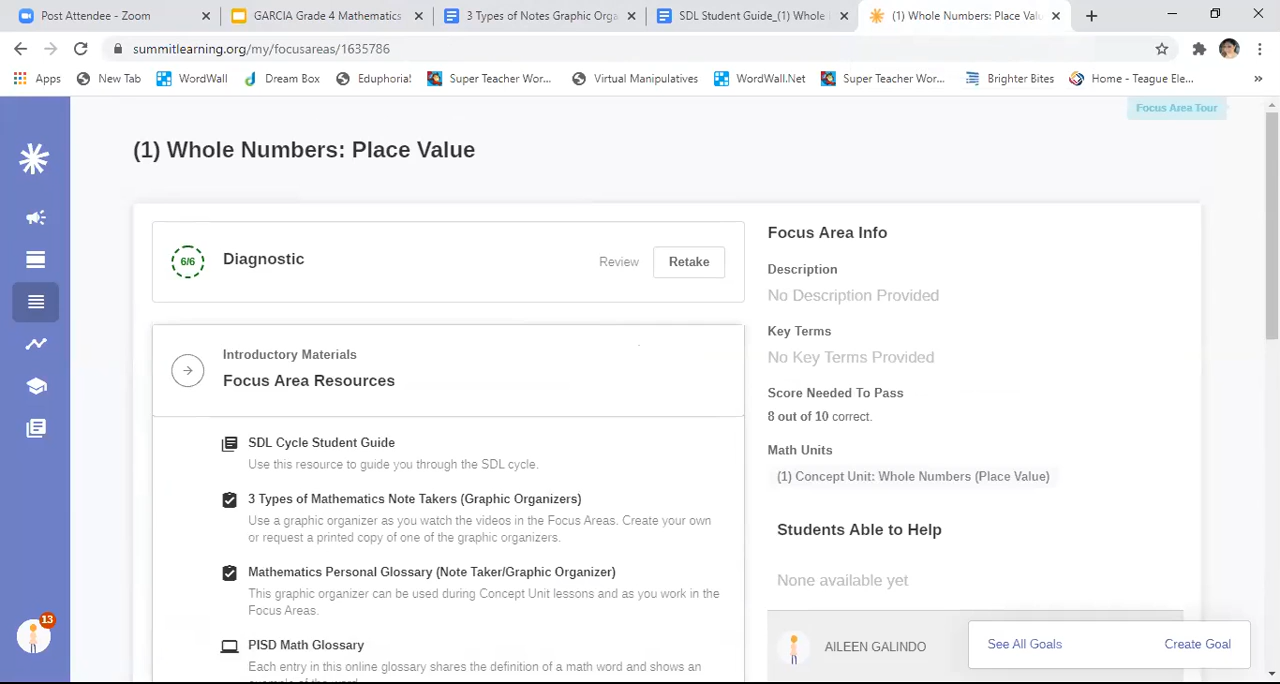 Post Attendee - Zoom
GARCIA Grade 4 Mathematics
3 Types of Notes Graphic Orga
SDL Student Guide_(1) Whole
(1) Whole Numbers: Place Valu
summitlearning.org/my/focusareas/1635786
Apps
New Tab
WordWall
Dream Box
Eduphoria!
Super Teacher Wor...
Virtual Manipulatives
WordWall.Net
Super Teacher Wor...
Brighter Bites
Home - Teague Ele...
»
Focus Area Tour
(1) Whole Numbers: Place Value
6/6
Diagnostic
Review
Retake
Introductory Materials
Focus Area Resources
SDL Cycle Student Guide
Use this resource to guide you through the SDL cycle.
3 Types of Mathematics Note Takers (Graphic Organizers)
Use a graphic organizer as you watch the videos in the Focus Areas. Create your own
or request a printed copy of one of the graphic organizers.
Mathematics Personal Glossary (Note Taker/Graphic Organizer)
This graphic organizer can be used during Concept Unit lessons and as you work in the
Focus Areas.
PISD Math Glossary
Each entry in this online glossary shares the definition of a math word and shows an
example of the word.
Focus Area Info
Description
No Description Provided
Key Terms
No Key Terms Provided
Score Needed To Pass
8 out of 10 correct.
Math Units
(1) Concept Unit: Whole Numbers (Place Value)
Students Able to Help
None available yet
AILEEN GALINDO
See All Goals
Create Goal
13